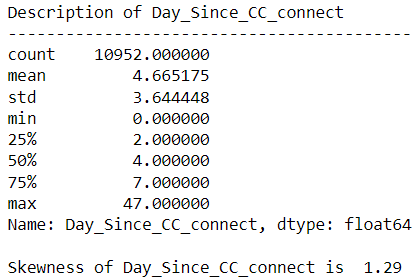 Description of Day_Since_CC_connect
-----------------------------------------
count    10952.000000
mean         4.665175
std          3.644448
min          0.000000
25%          2.000000
50%          4.000000
75%          7.000000
max         47.000000
Name: Day_Since_CC_connect, dtype: float64
Skewness of Day_Since_CC_connect is  1.29